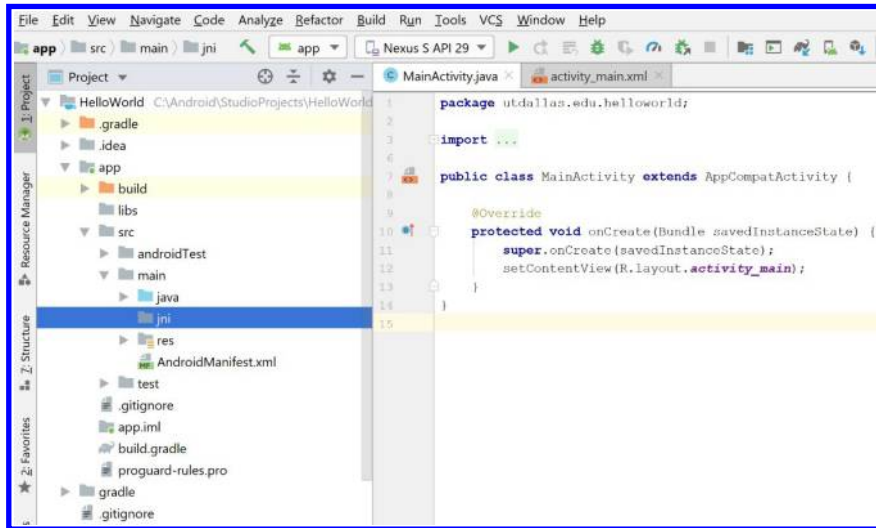 File Edit View Navigate Code Analyze Refactor Build Run Tools VCS Window Help
app src main jni app Nexus S API 29
1: Project
Resource Manager
Z: Structure
2: Favorites
Project
HelloWorld C:\Android\StudioProjects\HelloWorld
.gradle
.idea
app
build
libs
src
androidTest
main
java
jni
res
AndroidManifest.xml
test
.gitignore
app.iml
build.gradle
proguard-rules.pro
gradle
.gitignore
MainActivity.java activity_main.xml
1 package utdallas.edu.helloworld;
2
3 import ...
6
7 public class MainActivity extends AppCompatActivity {
8
9 @Override
10 protected void onCreate(Bundle savedInstanceState) {
11 super.onCreate(savedInstanceState);
12 setContentView(R.layout.activity_main);
13 }
14 }
15